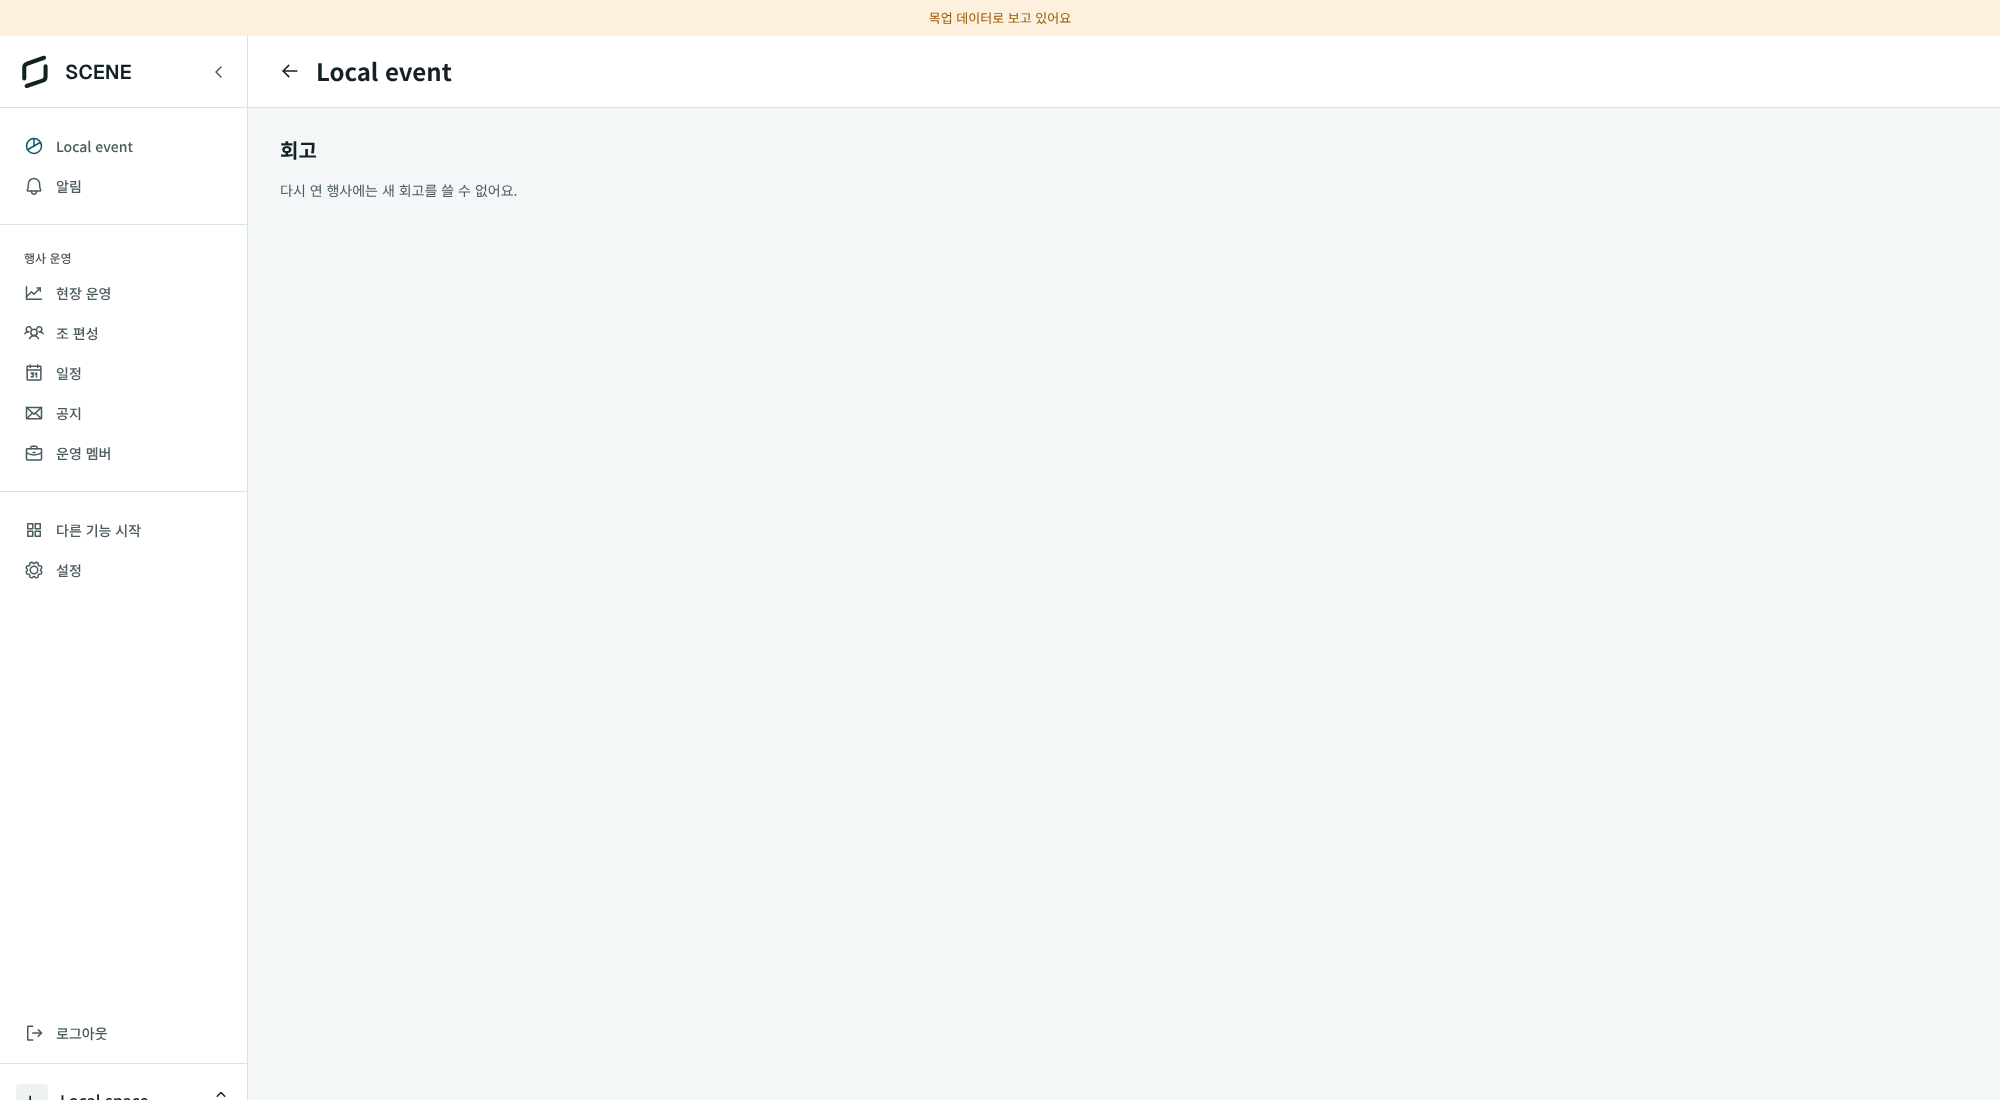 목업 데이터로 보고 있어요
SCENE
Local event
Local event
알림
행사 운영
현장 운영
조 편성
31
일정
공지
운영 멤버
다른 기능 시작
설정
로그아웃
L
Local space
회고
다시 연 행사에는 새 회고를 쓸 수 없어요.